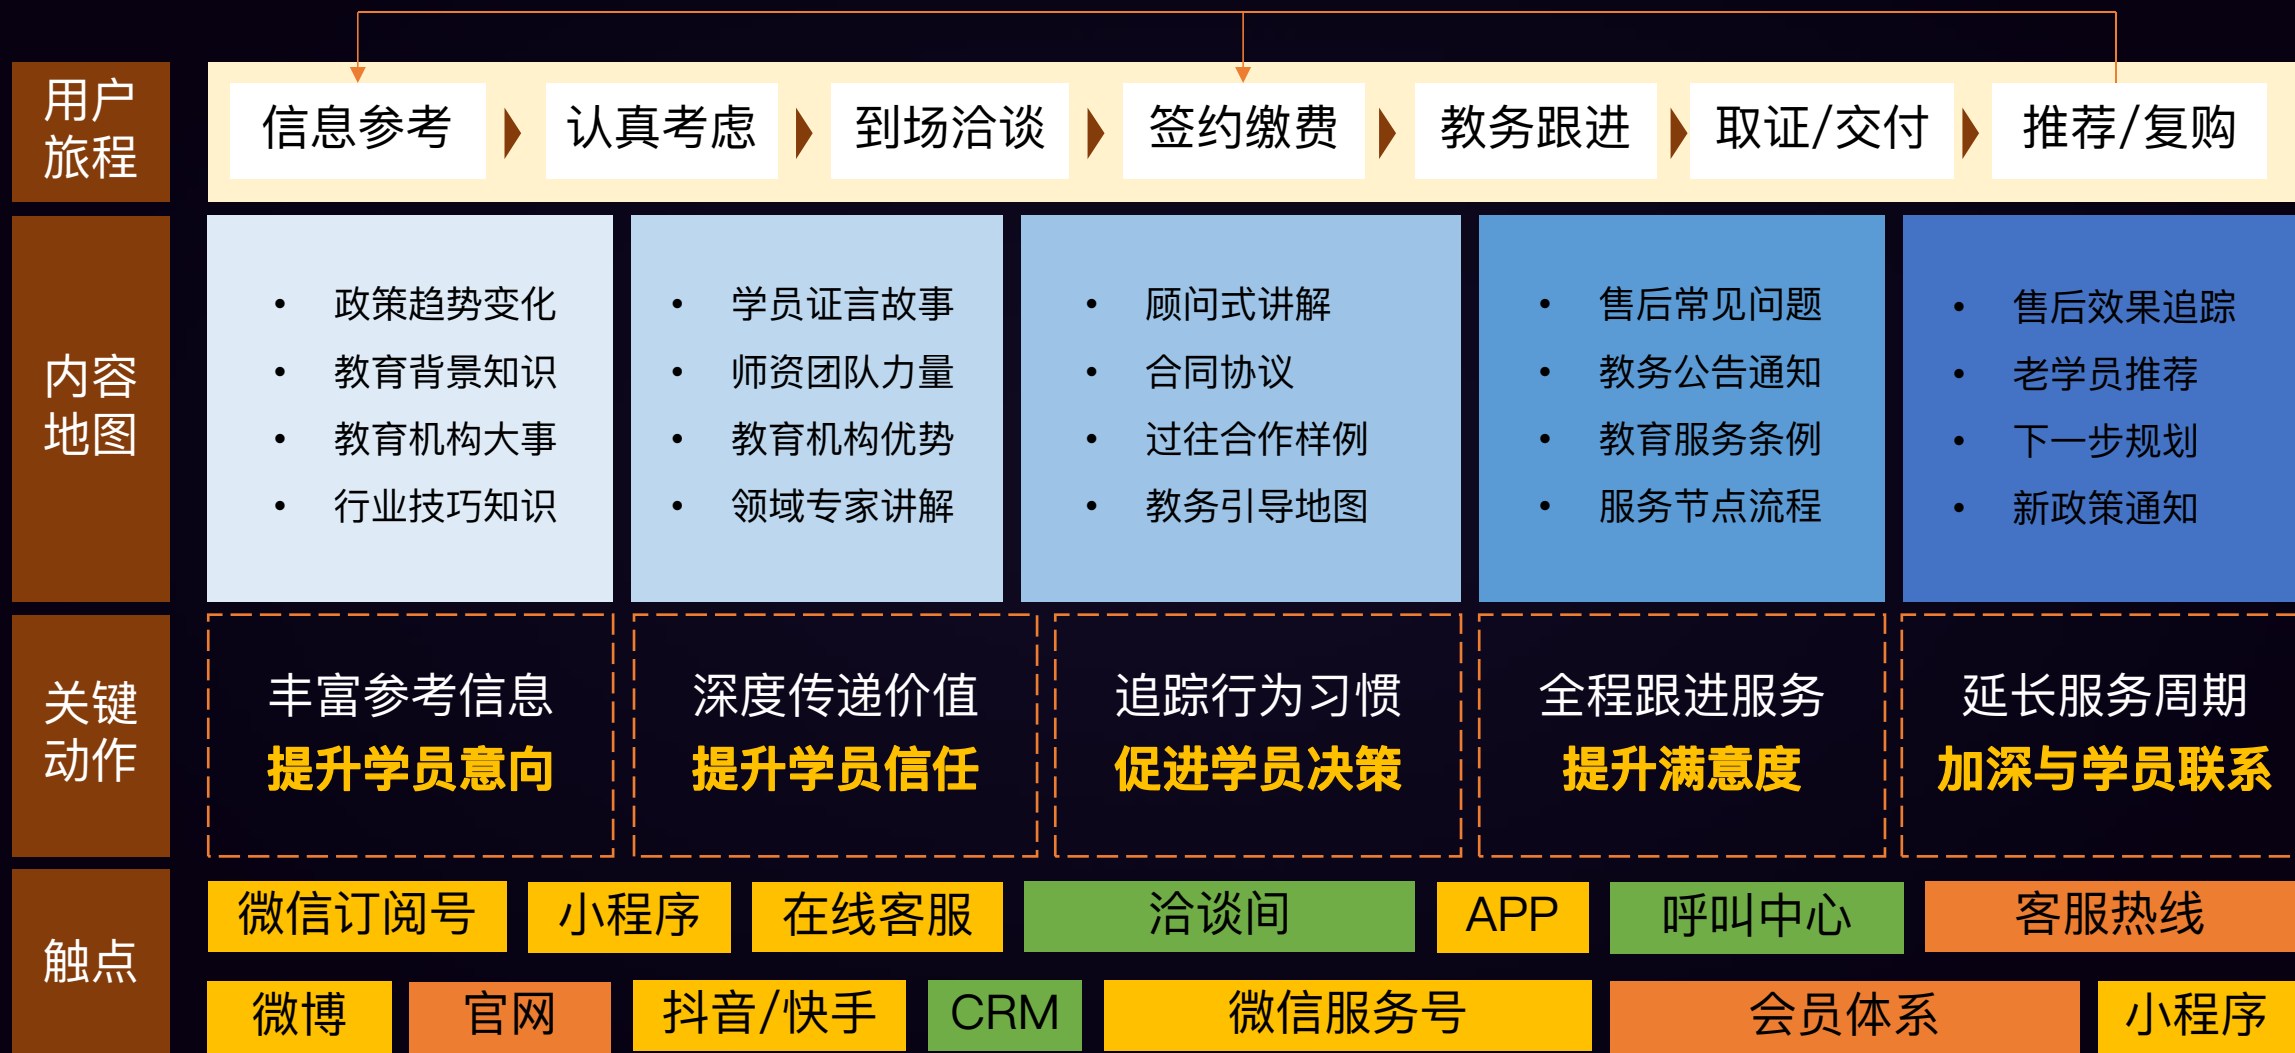 用户
旅程
信息参考
认真考虑
到场洽谈
签约缴费
教务跟进
取证/交付
推荐/复购
内容
地图
• 政策趋势变化
• 教育背景知识
• 教育机构大事
• 行业技巧知识
• 学员证言故事
• 师资团队力量
• 教育机构优势
• 领域专家讲解
• 顾问式讲解
• 合同协议
• 过往合作样例
• 教务引导地图
• 售后常见问题
• 教务公告通知
• 教育服务条例
• 服务节点流程
• 售后效果追踪
• 老学员推荐
• 下一步规划
• 新政策通知
关键
动作
丰富参考信息
提升学员意向
深度传递价值
提升学员信任
追踪行为习惯
促进学员决策
全程跟进服务
提升满意度
延长服务周期
加深与学员联系
触点
微信订阅号
小程序
在线客服
洽谈间
APP
呼叫中心
客服热线
微博
官网
抖音/快手
CRM
微信服务号
会员体系
小程序